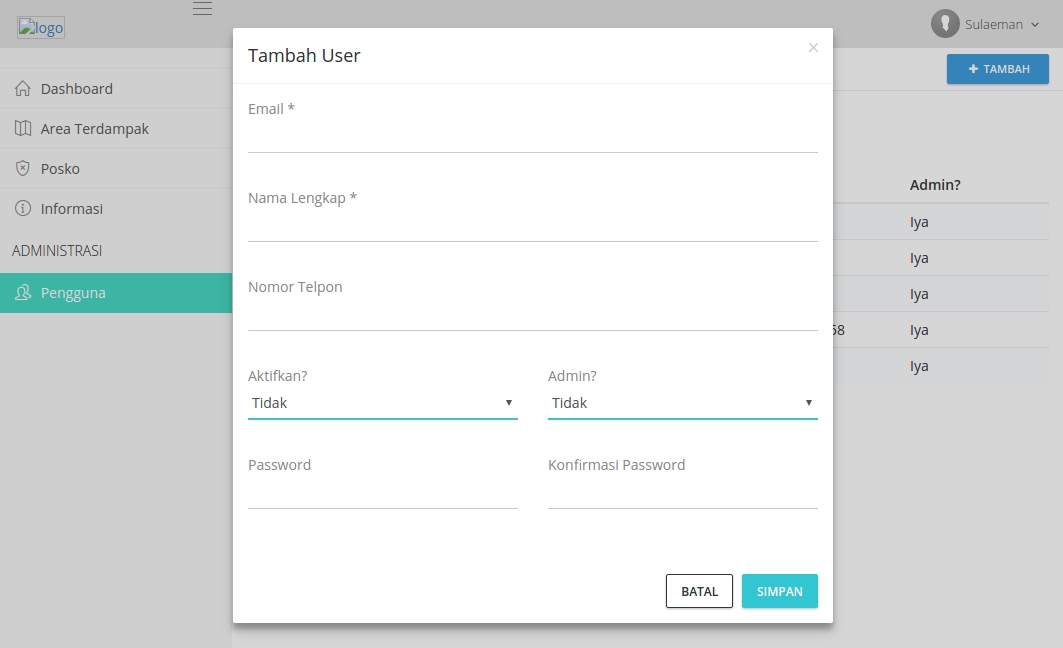 logo
Sulaeman
Dashboard
Area Terdampak
Posko
Informasi
ADMINISTRASI
Pengguna
Tambah User
×
Email *
Nama Lengkap *
Nomor Telpon
Aktifkan? Admin?
Tidak Tidak
Password Konfirmasi Password
BATAL SIMPAN
+ TAMBAH
Admin?
Iya
Iya
Iya
58 Iya
Iya